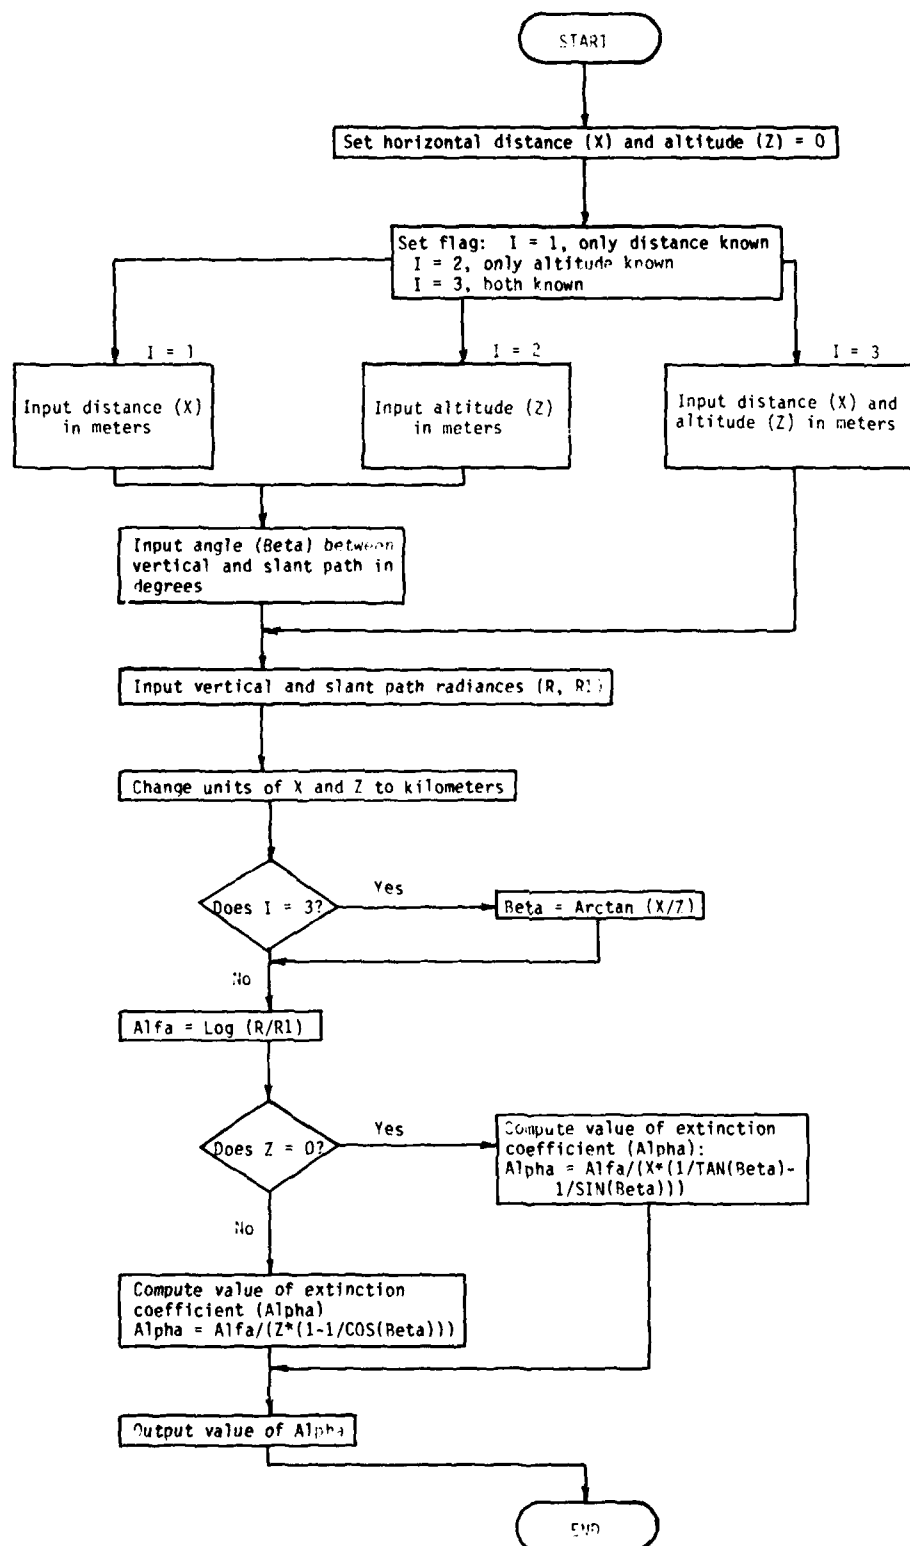 START
Set horizontal distance (X) and altitude (Z) = 0
Set flag: I = 1, only distance known
I = 2, only altitude known
I = 3, both known
I = 1
I = 2
I = 3
Input distance (X)
in meters
Input altitude (Z)
in meters
Input distance (X) and
altitude (Z) in meters
Input angle (Beta) between
vertical and slant path in
degrees
Input vertical and slant path radiances (R, R1)
Change units of X and Z to kilometers
Does I = 3?
Yes
Beta = Arctan (X/Z)
No
Alfa = Log (R/R1)
Does Z = 0?
Yes
Compute value of extinction
coefficient (Alpha):
Alpha = Alfa/(X*(1/TAN(Beta)-
1/SIN(Beta)))
No
Compute value of extinction
coefficient (Alpha)
Alpha = Alfa/(Z*(1-1/COS(Beta)))
Output value of Alpha
END